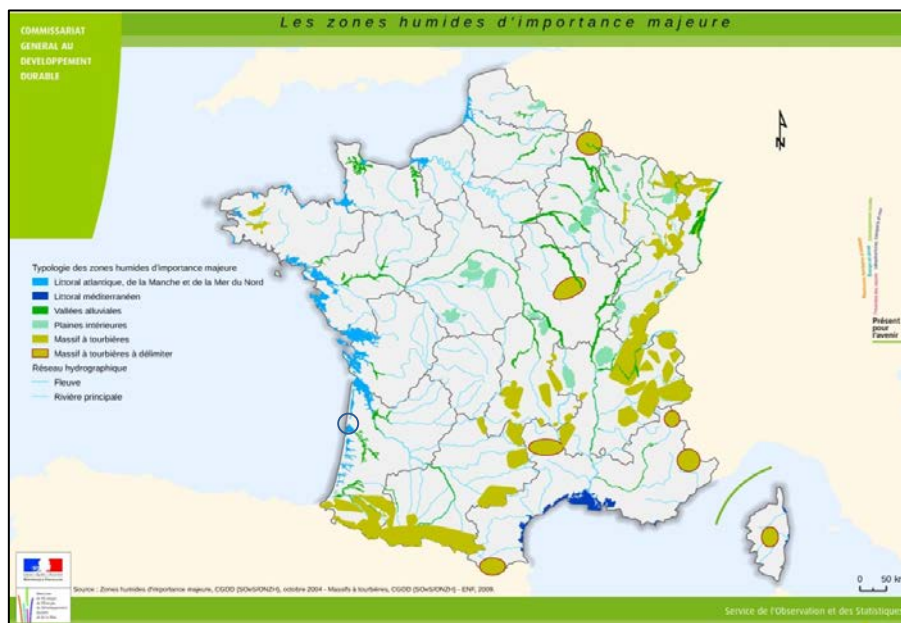 Les zones humides d'importance majeure
COMMISSARIAT
GENERAL AU
DEVELOPPEMENT
DURABLE
N
Typologie des zones humides d'importance majeure
Littoral atlantique, de la Manche et de la Mer du Nord
Littoral méditerranéen
Vallées alluviales
Plaines intérieures
Massif à tourbières
Massif à tourbières à délimiter
Réseau hydrographique
Fleuve
Rivière principale
Présent
pour
l'avenir
0 50 km
Source : Zones humides d'importance majeure, CGDD (SOeS/ONZH), octobre 2004 - Massifs à tourbières, CGDD (SOeS/ONZH) - ENF, 2009.
Service de l'Observation et des Statistiques